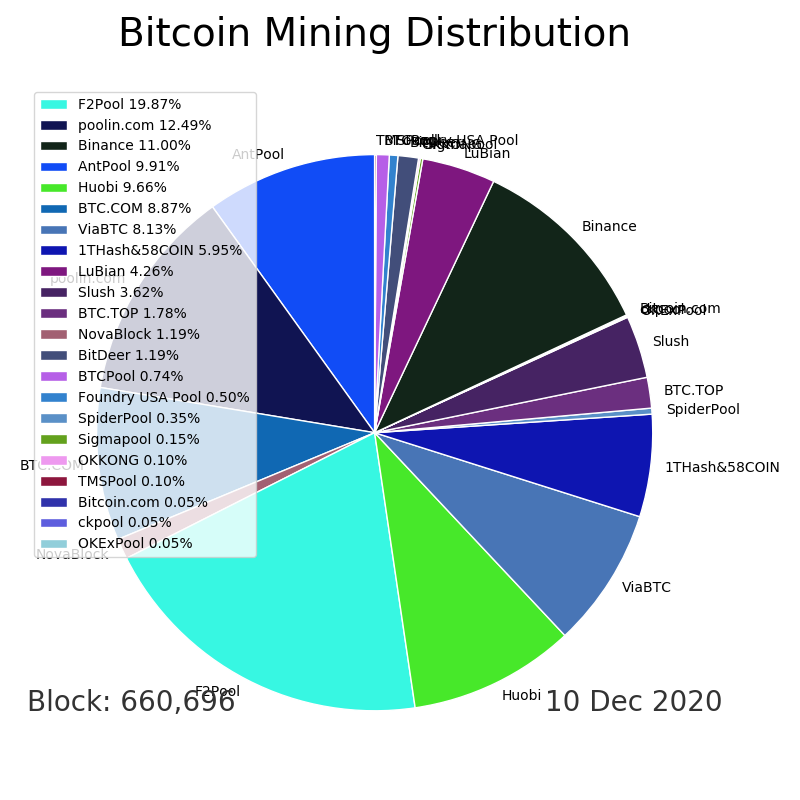 Bitcoin Mining Distribution
F2Pool 19.87%
poolin.com 12.49%
Binance 11.00%
AntPool 9.91%
Huobi 9.66%
BTC.COM 8.87%
ViaBTC 8.13%
1THash&58COIN 5.95%
LuBian 4.26%
Slush 3.62%
BTC.TOP 1.78%
NovaBlock 1.19%
BitDeer 1.19%
BTCPool 0.74%
Foundry USA Pool 0.50%
SpiderPool 0.35%
Sigmapool 0.15%
OKKONG 0.10%
TMSPool 0.10%
Bitcoin.com 0.05%
ckpool 0.05%
OKExPool 0.05%
AntPool
LuBian
Binance
poolin.com
Bitcoin.com
OKExPool
Slush
BTC.TOP
SpiderPool
BTC.COM
1THash&58COIN
NovaBlock
ViaBTC
F2Pool
Huobi
Block: 660,696
10 Dec 2020